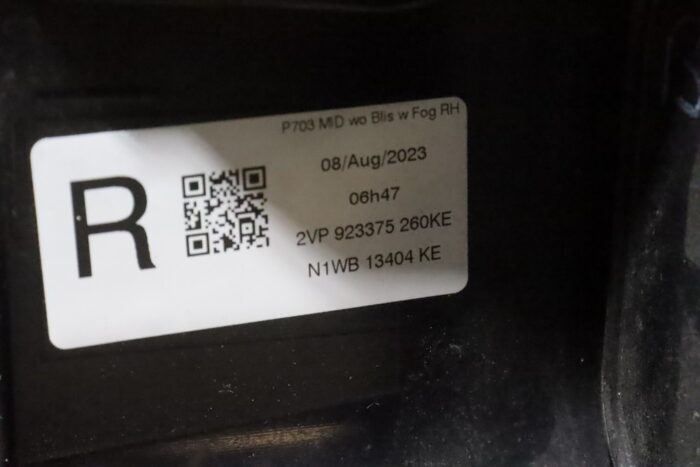 P703 MID wo Blis w Fog RH
R
08/Aug/2023
06h47
2VP 923375 260KE
N1WB 13404 KE